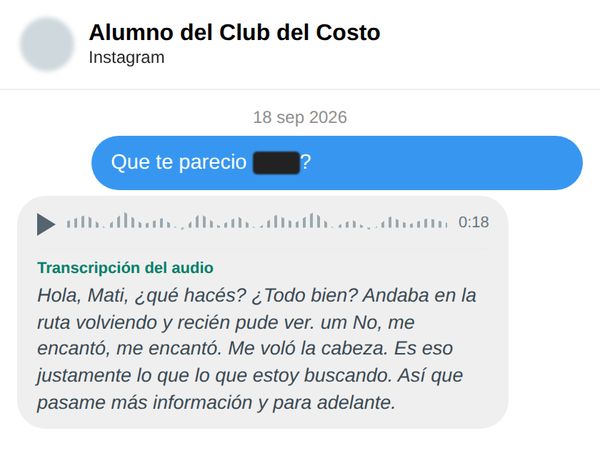 Alumno del Club del Costo
Instagram
18 sep 2026
Que te parecio ?
0:18
Transcripción del audio
Hola, Mati, ¿qué hacés? ¿Todo bien? Andaba en la
ruta volviendo y recién pude ver. um No, me
encantó, me encantó. Me voló la cabeza. Es eso
justamente lo que lo que estoy buscando. Así que
pasame más información y para adelante.